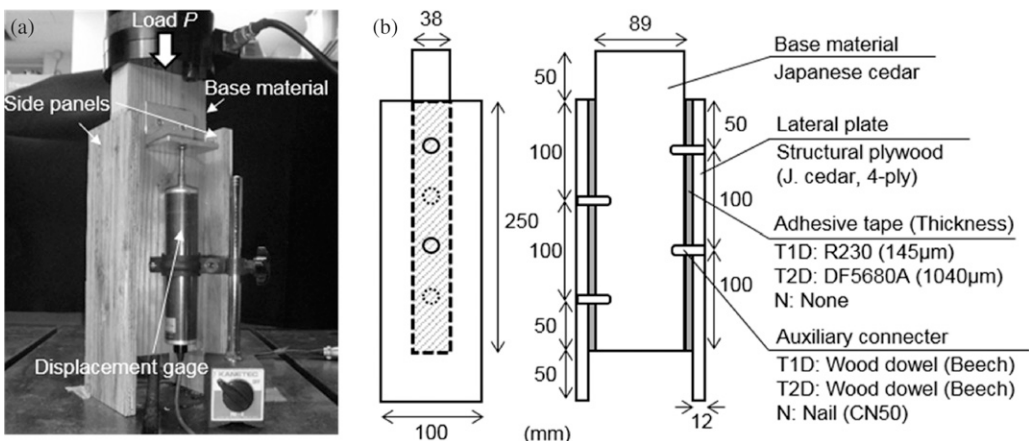 (a)
Load P
Base material
Side panels
Displacement gage
KANETEC
(b)
38
89
50
100
100
50
50
250
100
(mm)
50
100
100
12
Base material
Japanese cedar
Lateral plate
Structural plywood
(J. cedar, 4-ply)
Adhesive tape (Thickness)
T1D: R230 (145μm)
T2D: DF5680A (1040μm)
N: None
Auxiliary connecter
T1D: Wood dowel (Beech)
T2D: Wood dowel (Beech)
N: Nail (CN50)